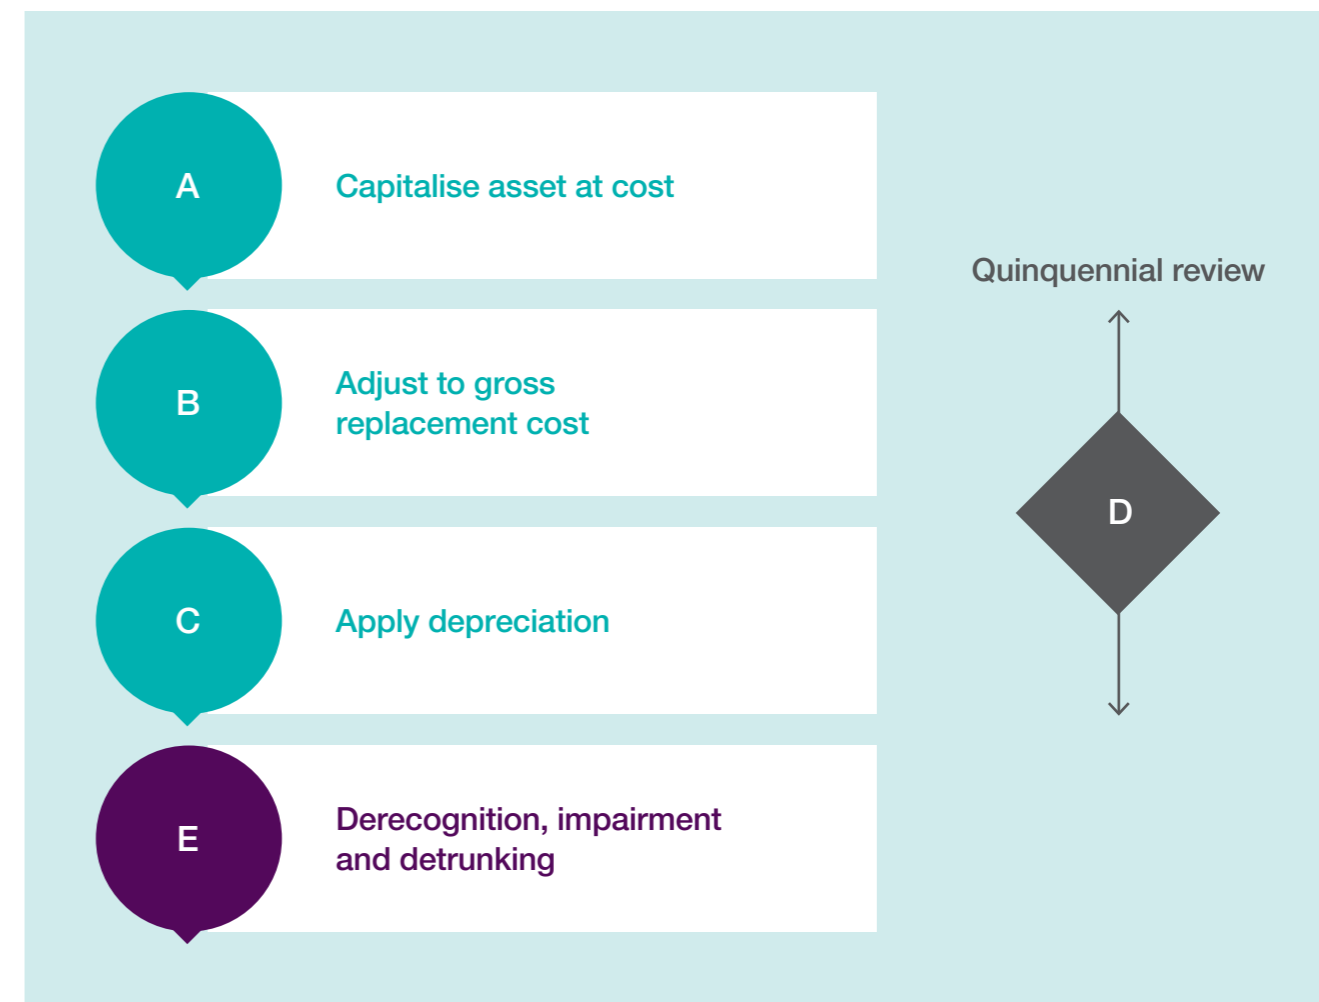 A
Capitalise asset at cost
B
Adjust to gross
replacement cost
C
Apply depreciation
Quinquennial review
D
E
Derecognition, impairment
and detrunking